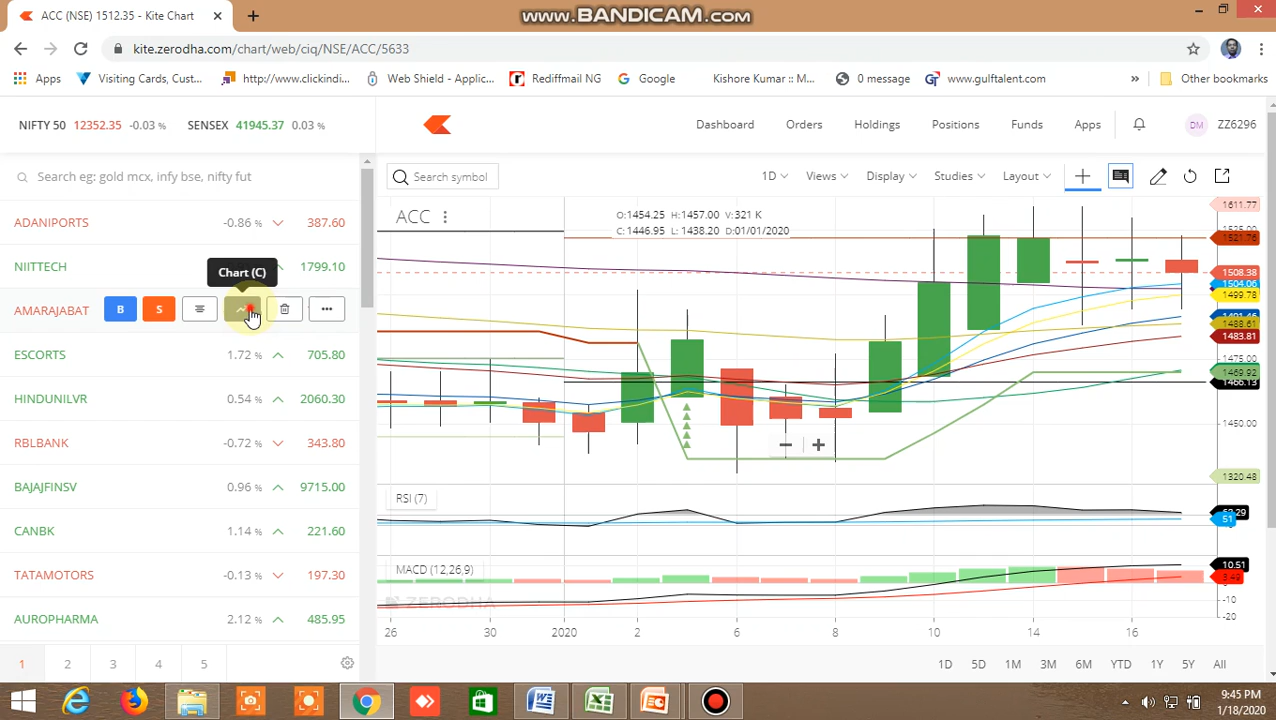 ACC (NSE) 1512.35 - Kite Chart
www.BANDICAM.com
kite.zerodha.com/chart/web/ciq/NSE/ACC/5633
Apps Visiting Cards, Cust... http://www.clickindi... Web Shield - Applic... Rediffmail NG Google Kishore Kumar :: M... 0 message www.gulftalent.com » Other bookmarks
NIFTY 50 12352.35 -0.03 % SENSEX 41945.37 0.03 %
Dashboard Orders Holdings Positions Funds Apps DM ZZ6296
Search eg: gold mcx, infy bse, nifty fut
Search symbol 1D Views Display Studies Layout
ADANIPORTS -0.86 % 387.60
NIITTECH 1799.10
Chart (C)
AMARAJABAT B S
ESCORTS 1.72 % 705.80
HINDUNILVR 0.54 % 2060.30
RBLBANK -0.72 % 343.80
BAJAJFINSV 0.96 % 9715.00
CANBK 1.14 % 221.60
TATAMOTORS -0.13 % 197.30
AUROPHARMA 2.12 % 485.95
1 2 3 4 5
ACC
O:1454.25 H:1457.00 V:321 K
C:1446.95 L: 1438.20 D:01/01/2020
1611.77
1521.76
1508.38
1504.06
1499.78
1488.61
1483.81
1475.00
1469.92
1466.13
1450.00
1320.48
RSI (7)
51
MACD (12,26,9)
10.51
-10
-20
ZERODHA
26 30 2020 2 6 8 10 14 16
1D 5D 1M 3M 6M YTD 1Y 5Y All
9:45 PM
1/18/2020